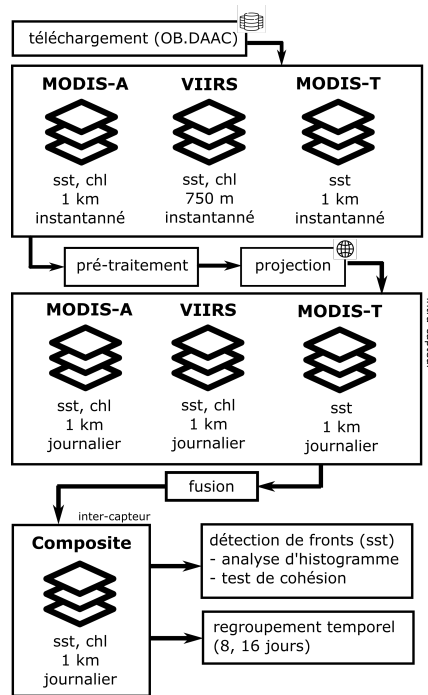 téléchargement (OB.DAAC)
MODIS-A
VIIRS
MODIS-T
sst, chl
1 km
instantanné
sst, chl
750 m
instantanné
sst
1 km
instantanné
pré-traitement
projection
MODIS-A
VIIRS
MODIS-T
sst, chl
1 km
journalier
sst, chl
1 km
journalier
sst
1 km
journalier
fusion
inter-capteur
Composite
sst, chl
1 km
journalier
détection de fronts (sst)
- analyse d'histogramme
- test de cohésion
regroupement temporel
(8, 16 jours)